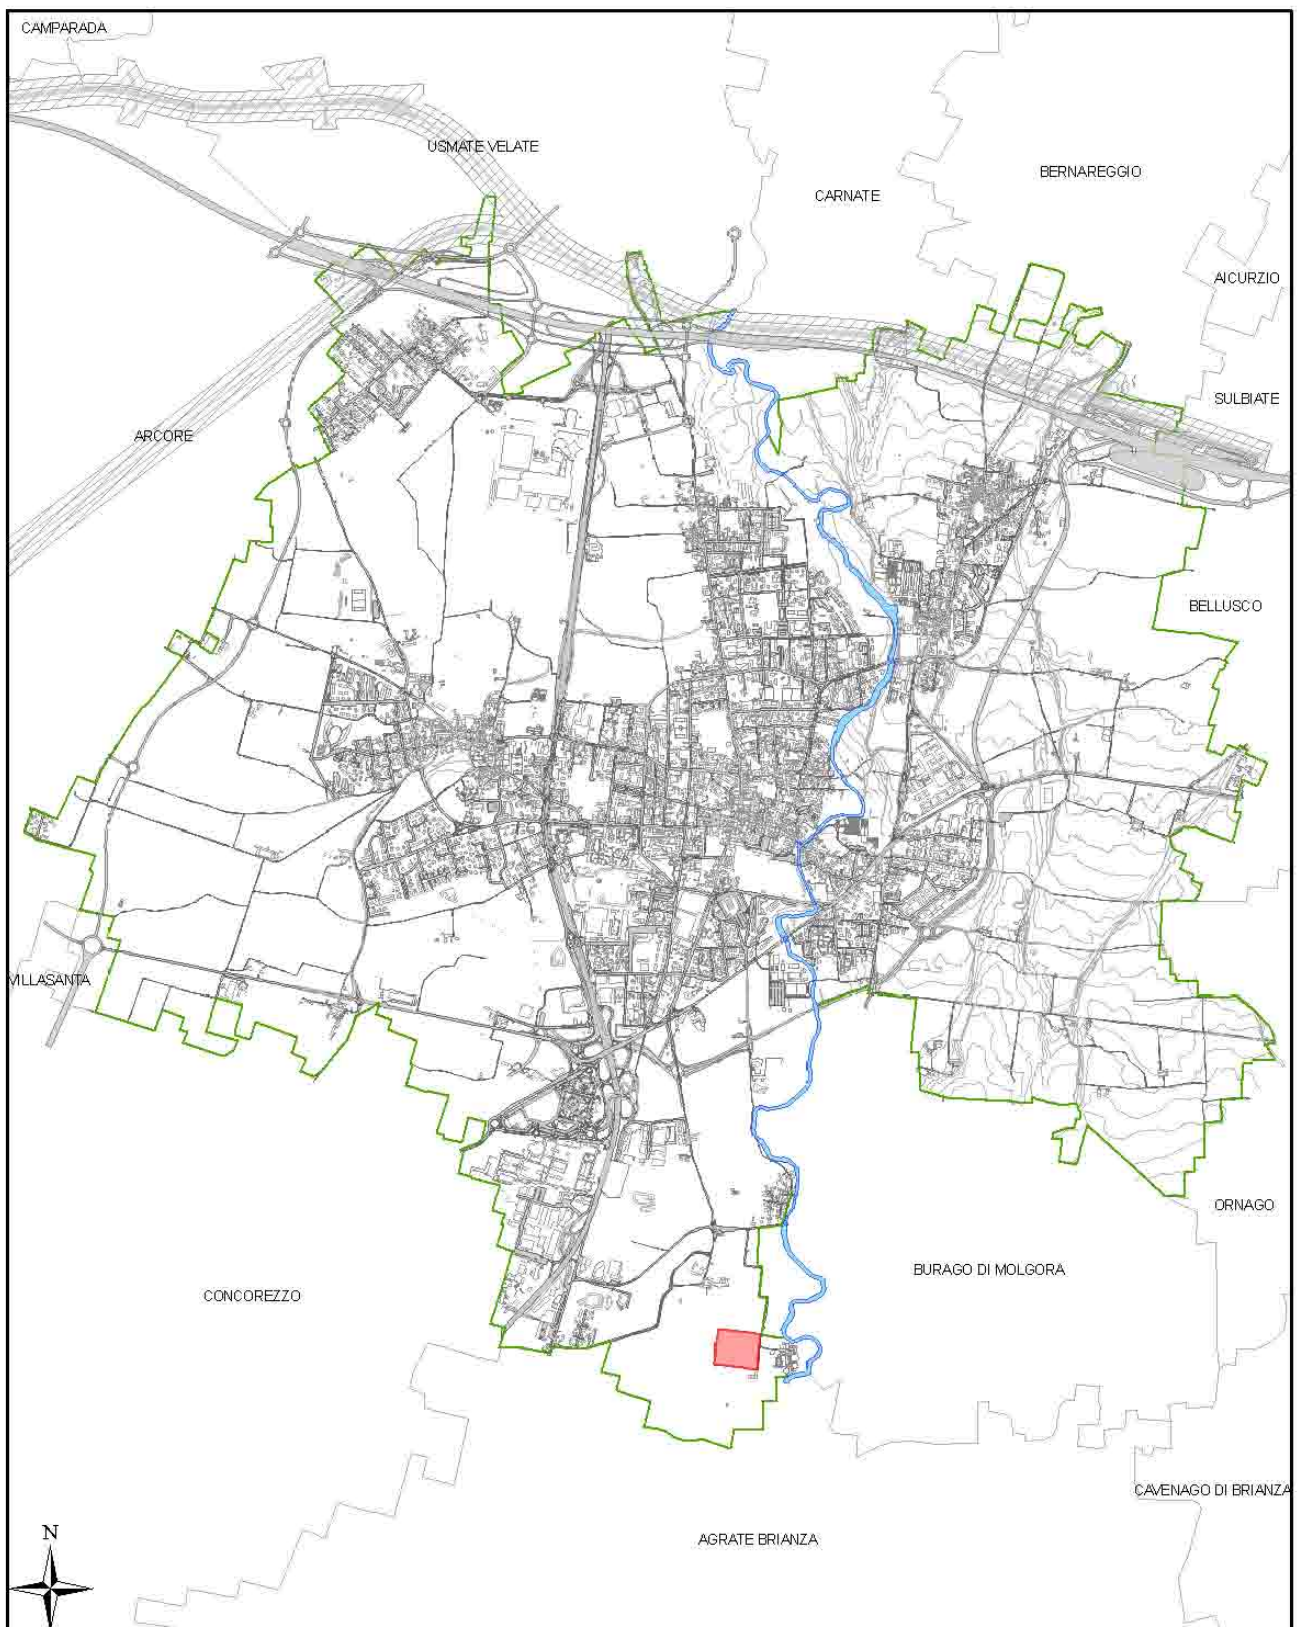 CAMPARADA
USMATE VELATE
BERNAREGGIO
CARNATE
AICURZIO
SULBIATE
ARCORE
BELLUSCO
VILLASANTA
ORNAGO
BURAGO DI MOLGORA
CONCOREZZO
CAVENAGO DI BRIANZA
N
AGRATE BRIANZA